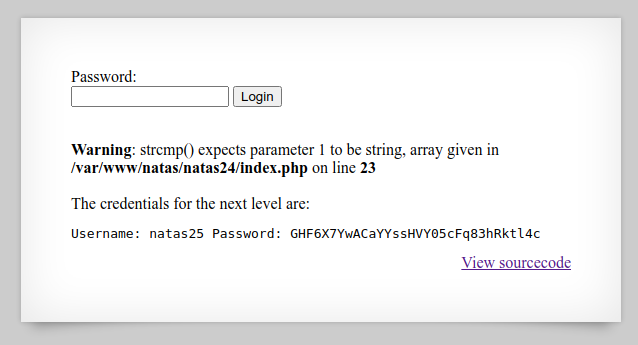 Password:
Login
Warning: strcmp() expects parameter 1 to be string, array given in
/var/www/natas/natas24/index.php on line 23
The credentials for the next level are:
Username: natas25 Password: GHF6X7YwACaYYssHVY05cFq83hRktl4c
View sourcecode